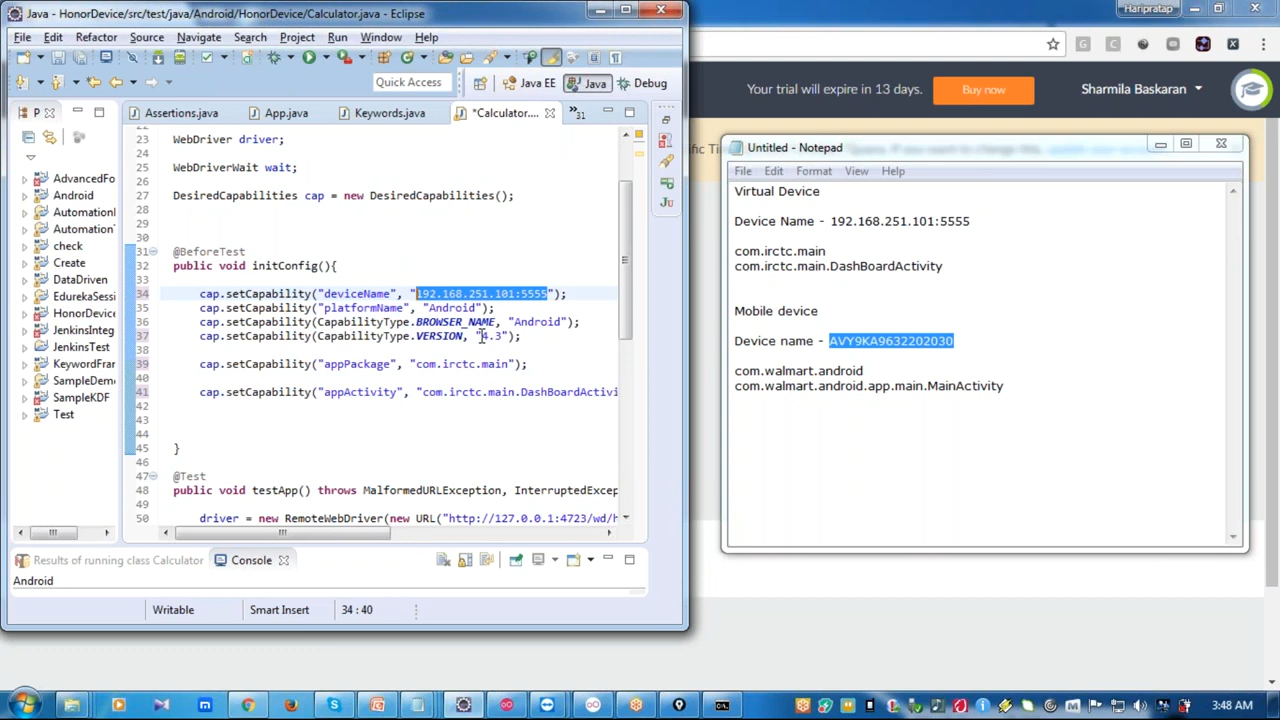 Java - HonorDevice/src/test/java/Android/HonorDevice/Calculator.java - Eclipse
Haripratap
File Edit Refactor Source Navigate Search Project Run Window Help
Quick Access
Java EE
Java
Debug
Your trial will expire in 13 days.
Buy now
Sharmila Baskaran
P
Assertions.java
App.java
Keywords.java
*Calculator....
31
AdvancedFo
Android
Automationl
Automation
check
Create
DataDriven
EdurekaSessi
HonorDevice
JenkinsInteg
JenkinsTest
KeywordFran
SampleDemo
SampleKDF
Test
22
23 WebDriver driver;
24
25 WebDriverWait wait;
26
27 DesiredCapabilities cap = new DesiredCapabilities();
28
29
30
31 @BeforeTest
32 public void initConfig(){
33
34 cap.setCapability("deviceName", "192.168.251.101:5555");
35 cap.setCapability("platformName", "Android");
36 cap.setCapability(CapabilityType.BROWSER_NAME, "Android");
37 cap.setCapability(CapabilityType.VERSION, "4.3");
38
39 cap.setCapability("appPackage", "com.irctc.main");
40
41 cap.setCapability("appActivity", "com.irctc.main.DashBoardActivi
42
43
44
45 }
46
47 @Test
48 public void testApp() throws MalformedURLException, InterruptedExcep
49
50 driver = new RemoteWebDriver(new URL("http://127.0.0.1:4723/wd/h
Results of running class Calculator
Console
Android
Writable
Smart Insert
34 : 40
Untitled - Notepad
File Edit Format View Help
Virtual Device
Device Name - 192.168.251.101:5555
com.irctc.main
com.irctc.main.DashBoardActivity
Mobile device
Device name - AVY9KA9632202030
com.walmart.android
com.walmart.android.app.main.MainActivity
3:48 AM